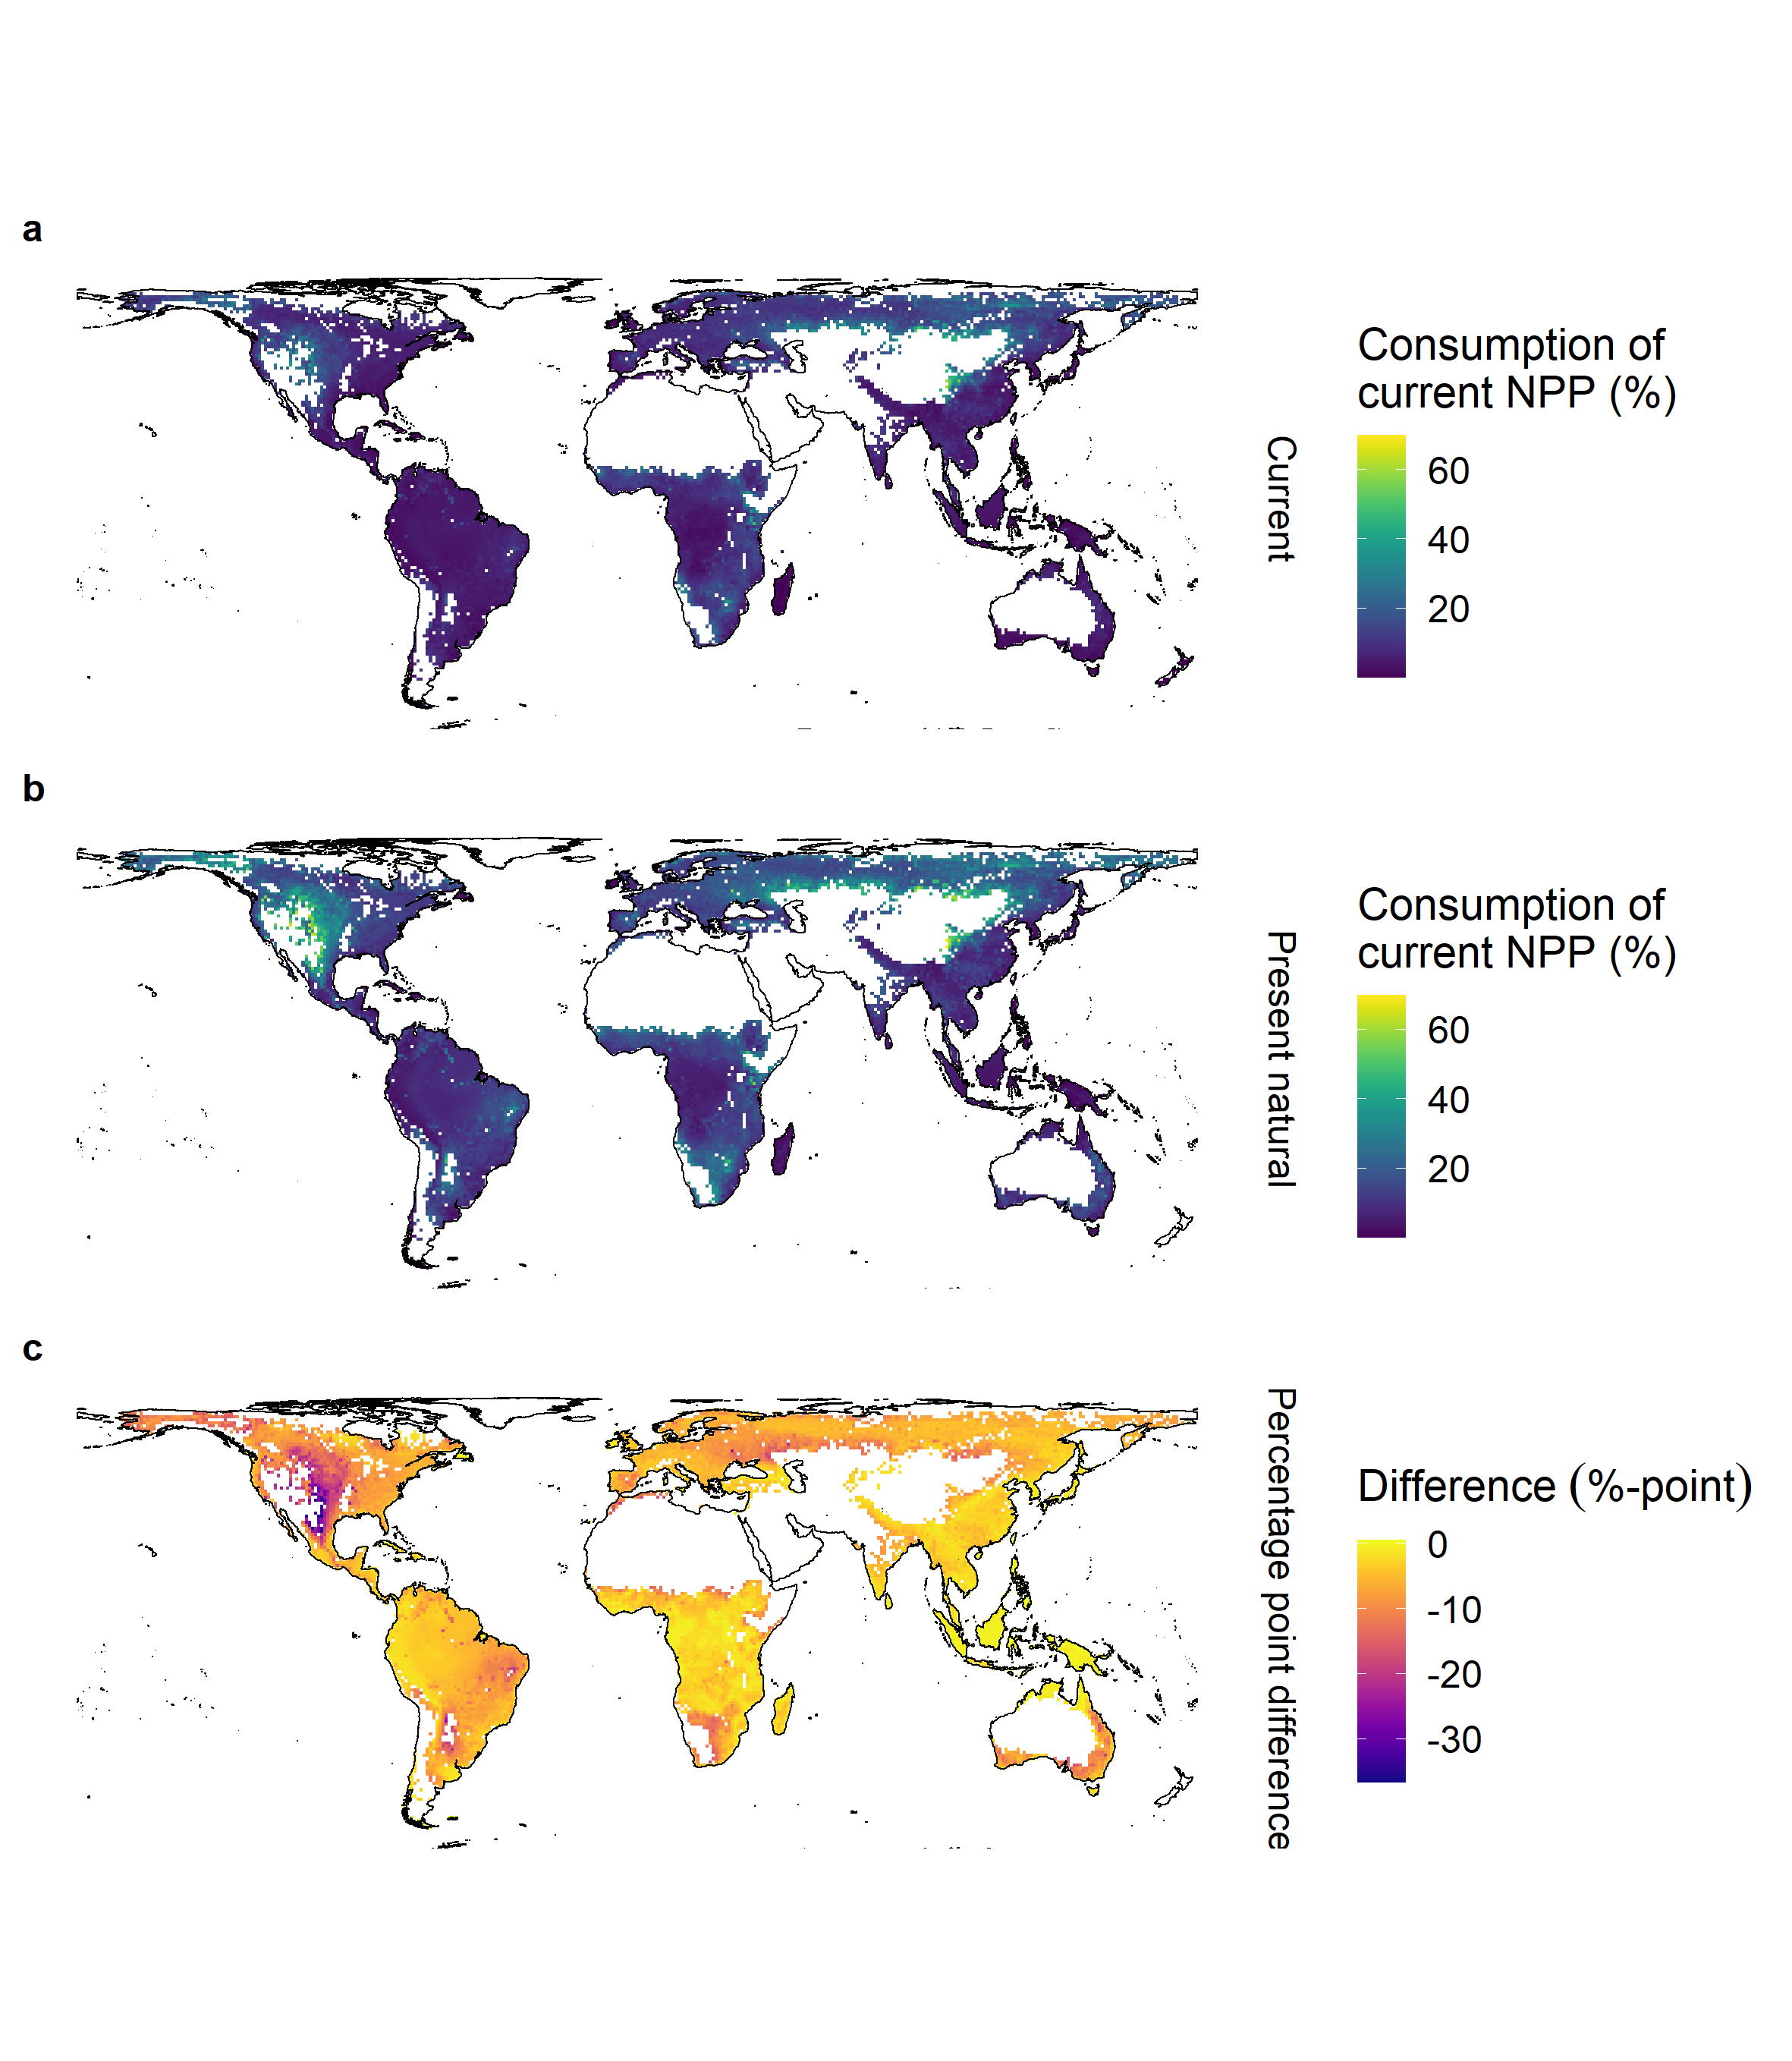 a
Consumption of
current NPP (%)
60
40
20
Current
b
Consumption of
current NPP (%)
60
40
20
Present natural
c
Difference (%-point)
0
-10
-20
-30
Percentage point difference